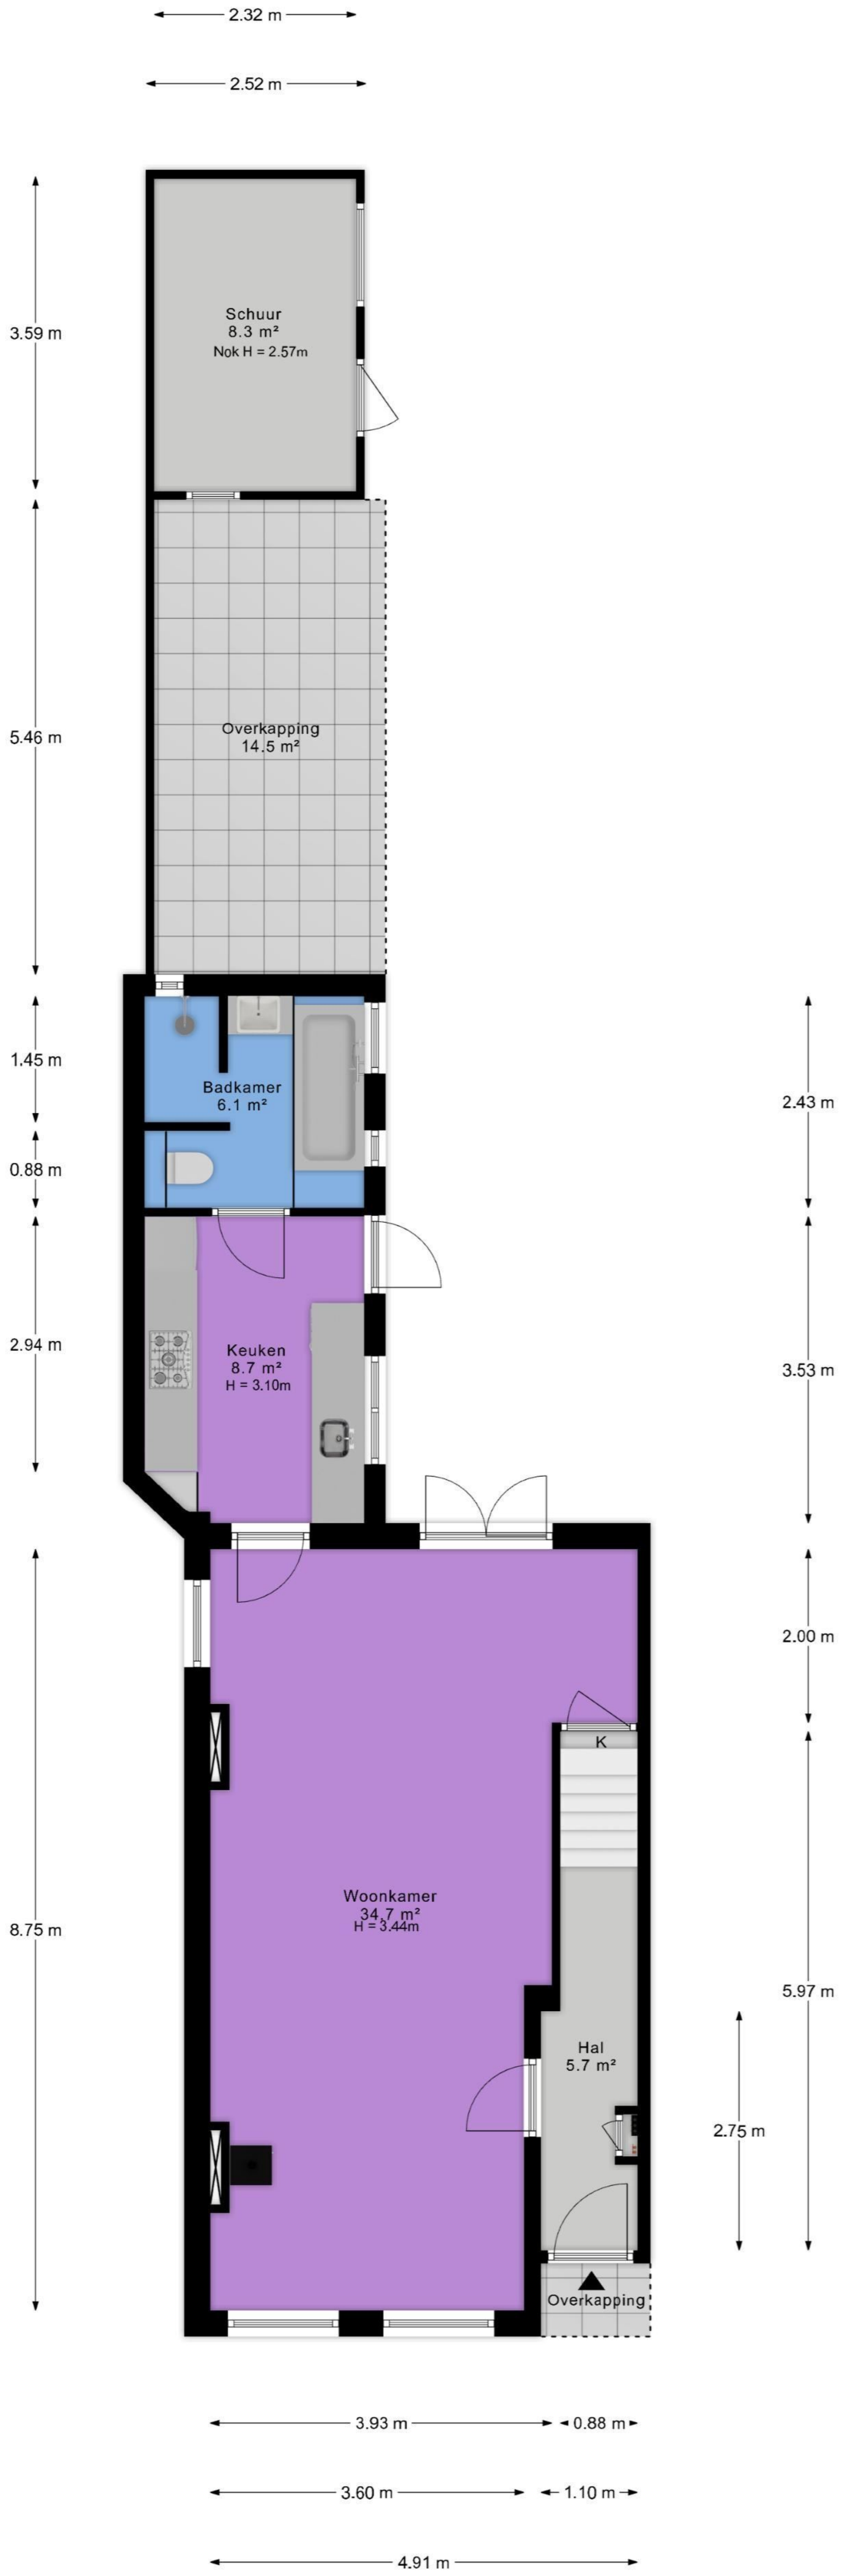 2.32 m
2.52 m
3.59 m
Schuur
8.3 m²
Nok H = 2.57m
5.46 m
Overkapping
14.5 m²
1.45 m
Badkamer
6.1 m²
2.43 m
0.88 m
2.94 m
Keuken
8.7 m²
H = 3.10m
3.53 m
2.00 m
K
8.75 m
Woonkamer
34.7 m²
H = 3.44m
5.97 m
Hal
5.7 m²
2.75 m
Overkapping
3.93 m
0.88 m
3.60 m
1.10 m
4.91 m